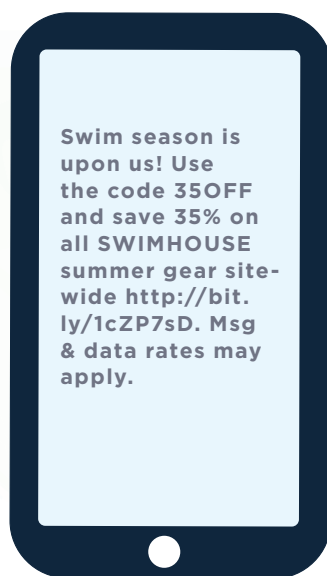 Swim season is
upon us! Use
the code 35OFF
and save 35% on
all SWIMHOUSE
summer gear site-
wide http://bit.
ly/1cZP7sD. Msg
& data rates may
apply.